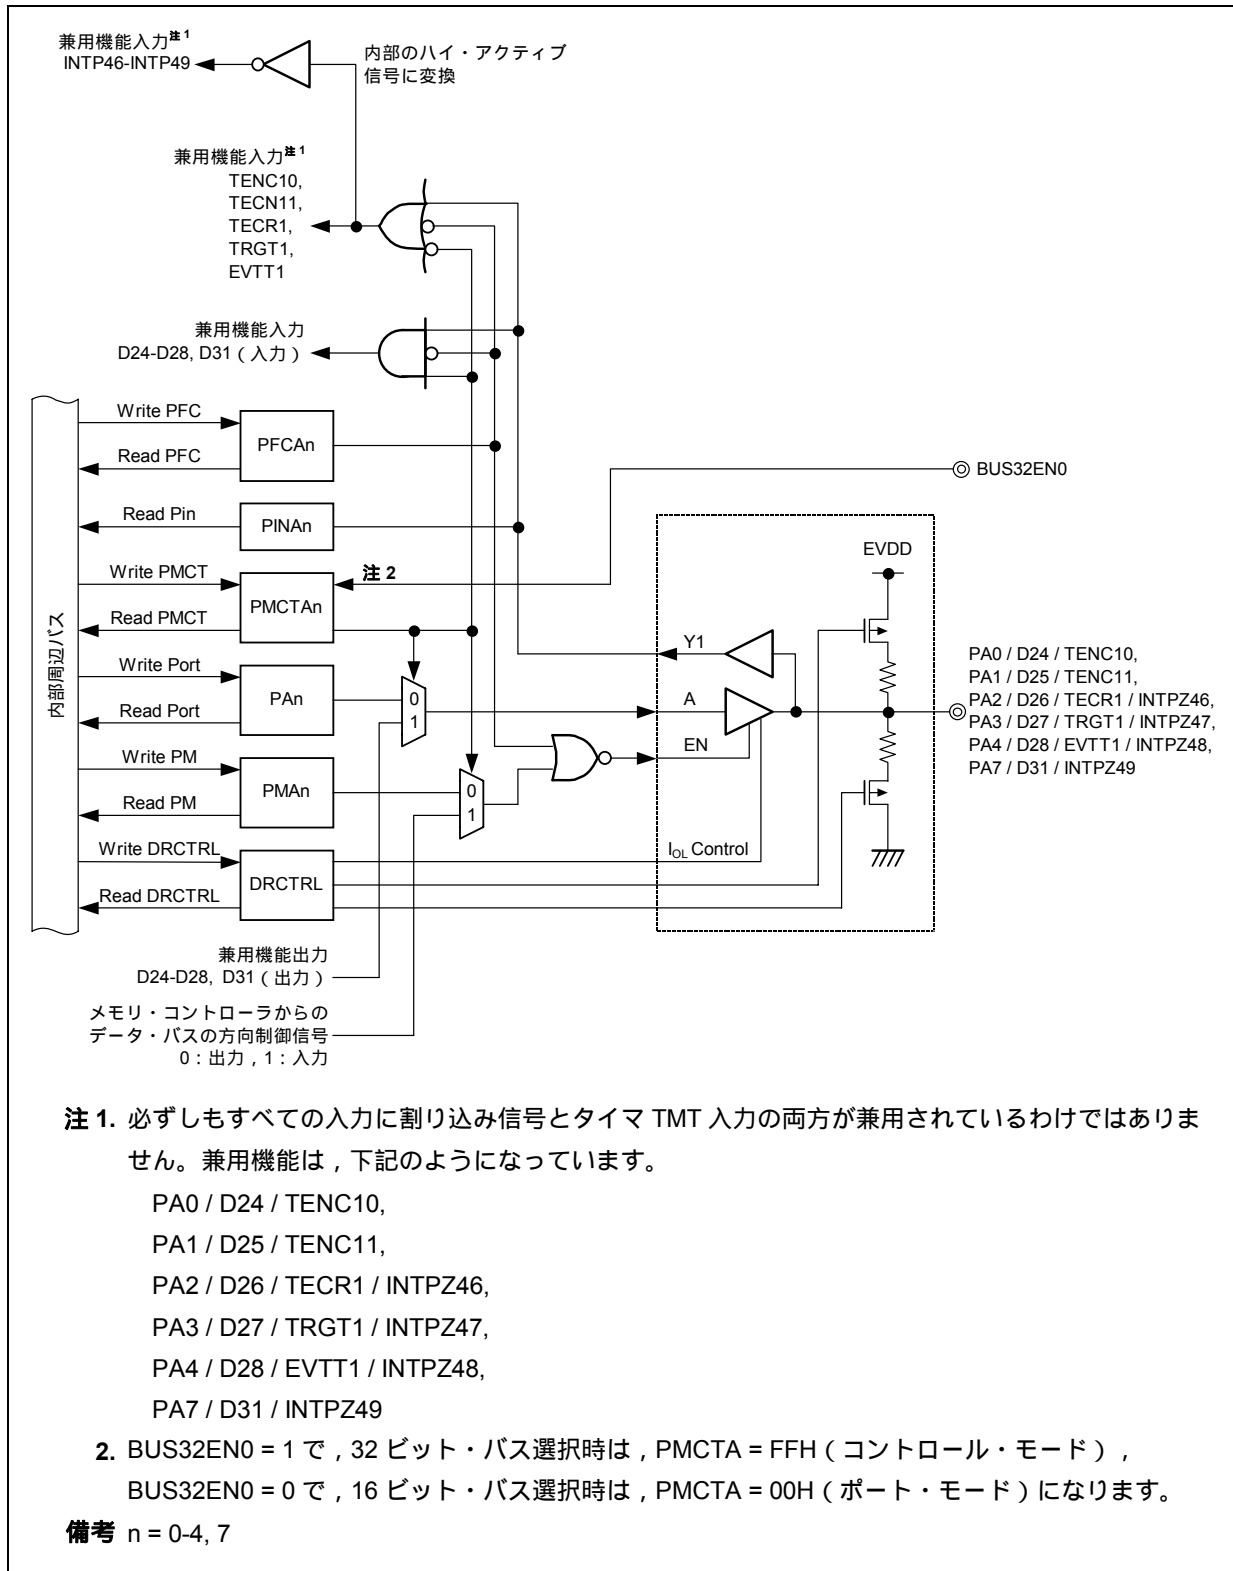 兼用機能入力注1
INTP46-INTP49
内部のハイ・アクティブ
信号に変換
兼用機能入力注1
TENC10,
TECN11,
TECR1,
TRGT1,
EVTT1
兼用機能入力
D24-D28, D31（入力）
Write PFC
PFCAn
Read PFC
BUS32EN0
Read Pin
PINAn
EVDD
Write PMCT
注 2
PMCTAn
Read PMCT
内部周辺バス
Write Port
PAn
0
1
Read Port
Y1
A
EN
PA0 / D24 / TENC10,
PA1 / D25 / TENC11,
PA2 / D26 / TECR1 / INTPZ46,
PA3 / D27 / TRGT1 / INTPZ47,
PA4 / D28 / EVTT1 / INTPZ48,
PA7 / D31 / INTPZ49
Write PM
PMAn
0
1
Read PM
Write DRCTRL
DRCTRL
IOL Control
Read DRCTRL
兼用機能出力
D24-D28, D31（出力）
メモリ・コントローラからの
データ・バスの方向制御信号
0：出力，1：入力
注 1. 必ずしもすべての入力に割り込み信号とタイマ TMT 入力の両方が兼用されているわけではありま
せん。兼用機能は，下記のようになっています。
PA0 / D24 / TENC10,
PA1 / D25 / TENC11,
PA2 / D26 / TECR1 / INTPZ46,
PA3 / D27 / TRGT1 / INTPZ47,
PA4 / D28 / EVTT1 / INTPZ48,
PA7 / D31 / INTPZ49
2. BUS32EN0 = 1 で，32 ビット・バス選択時は，PMCTA = FFH（コントロール・モード），
BUS32EN0 = 0 で，16 ビット・バス選択時は，PMCTA = 00H（ポート・モード）になります。
備考 n = 0-4, 7